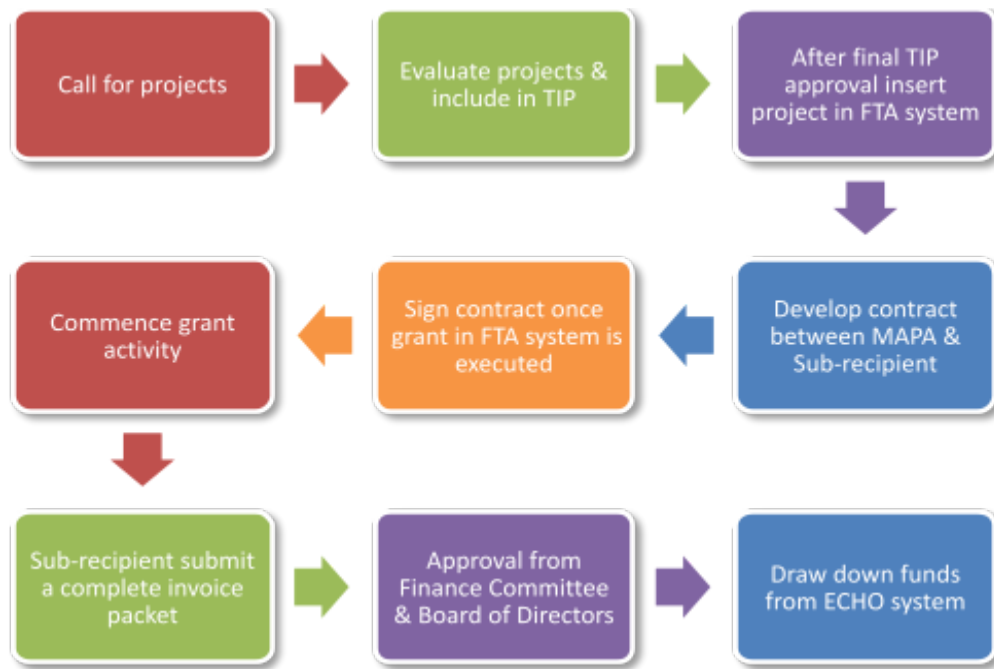 Call for projects
Evaluate projects &
include in TIP
After final TIP
approval insert
project in FTA system
Commence grant
activity
Sign contract once
grant in FTA system is
executed
Develop contract
between MAPA &
Sub-recipient
Sub-recipient submit
a complete invoice
packet
Approval from
Finance Committee
& Board of Directors
Draw down funds
from ECHO system